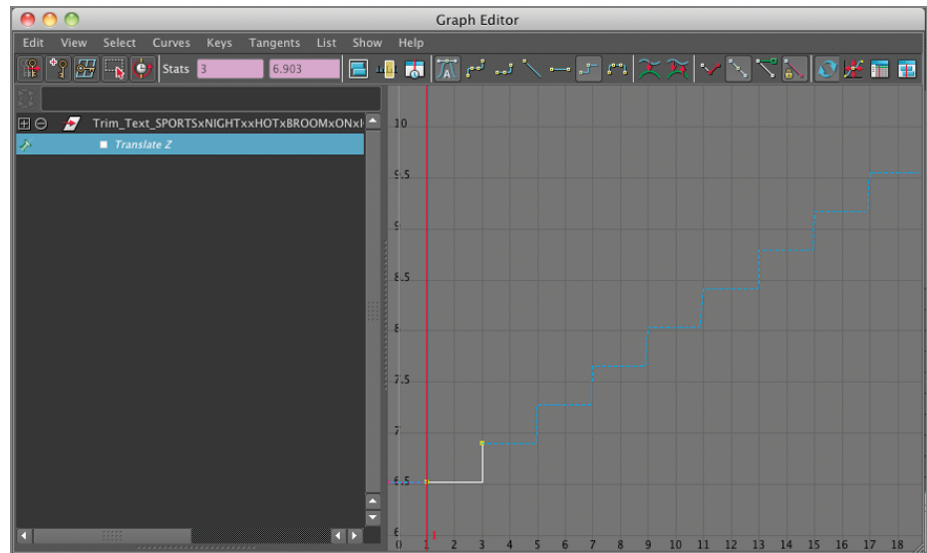 Graph Editor
Edit View Select Curves Keys Tangents List Show Help
Stats 3 6.903
Trim_Text_SPORTSxNIGHTxxHOTxBROOMxONxI
Translate Z
10
9.5
9
8.5
8
7.5
7
6.5
6
0 1 2 3 4 5 6 7 8 9 10 11 12 13 14 15 16 17 18